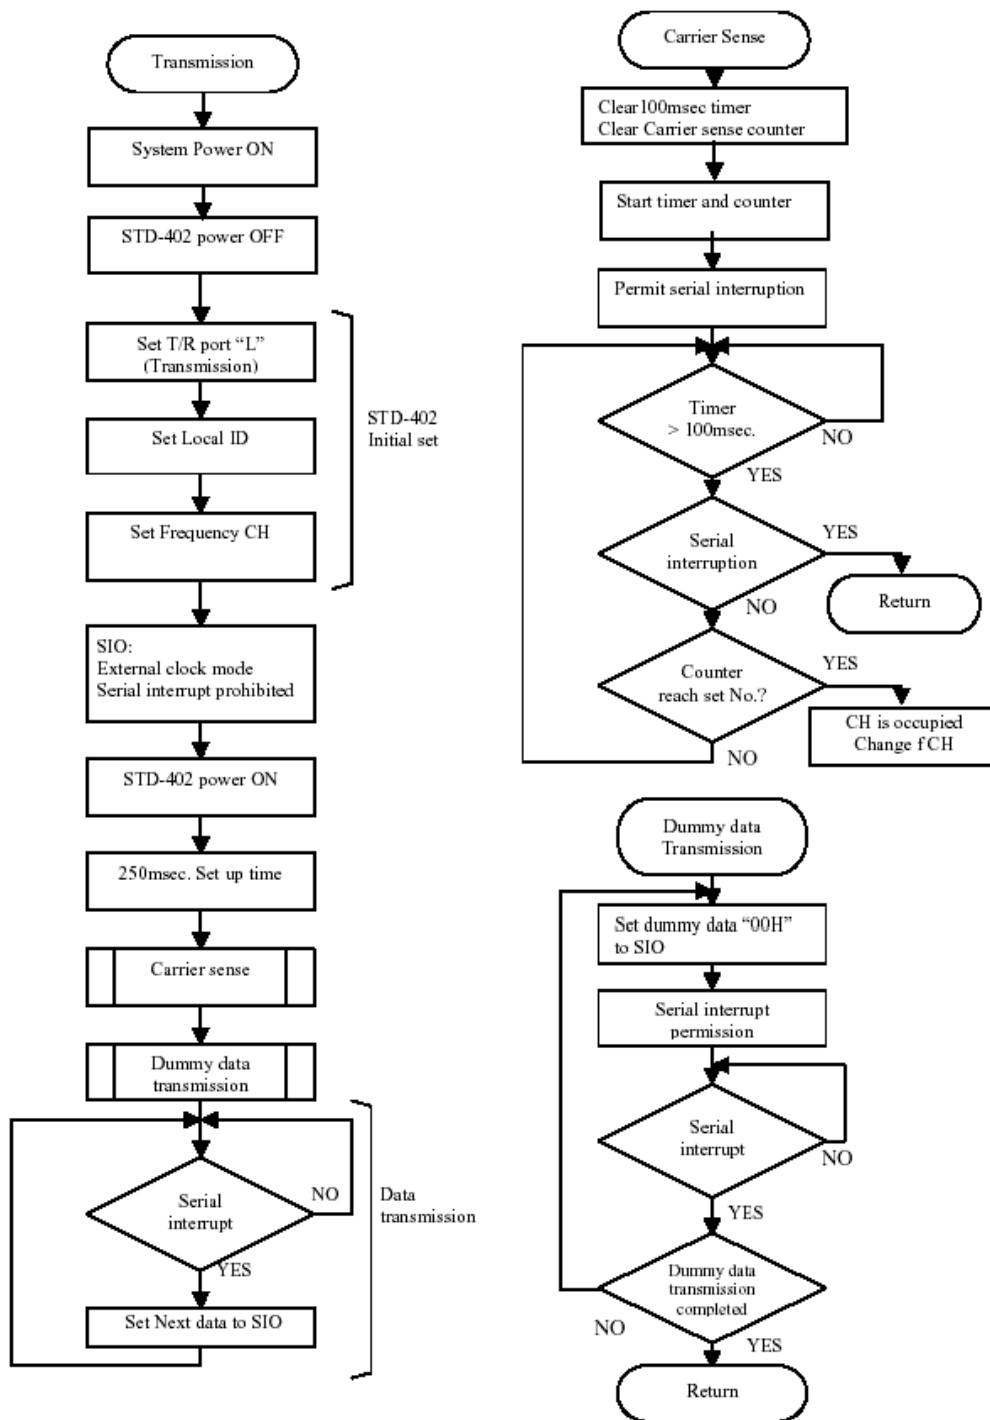 Transmission
System Power ON
STD-402 power OFF
Set T/R port “L”
(Transmission)
Set Local ID
Set Frequency CH
STD-402
Initial set
SIO:
External clock mode
Serial interrupt prohibited
STD-402 power ON
250msec. Set up time
Carrier sense
Dummy data
transmission
Serial
interrupt
NO
YES
Set Next data to SIO
Data
transmission
Carrier Sense
Clear100msec timer
Clear Carrier sense counter
Start timer and counter
Permit serial interruption
Timer
> 100msec.
NO
YES
Serial
interruption
YES
Return
NO
Counter
reach set No.?
YES
CH is occupied
Change f CH
NO
Dummy data
Transmission
Set dummy data “00H”
to SIO
Serial interrupt
permission
Serial
interrupt
NO
YES
Dummy data
transmission
completed
NO
YES
Return